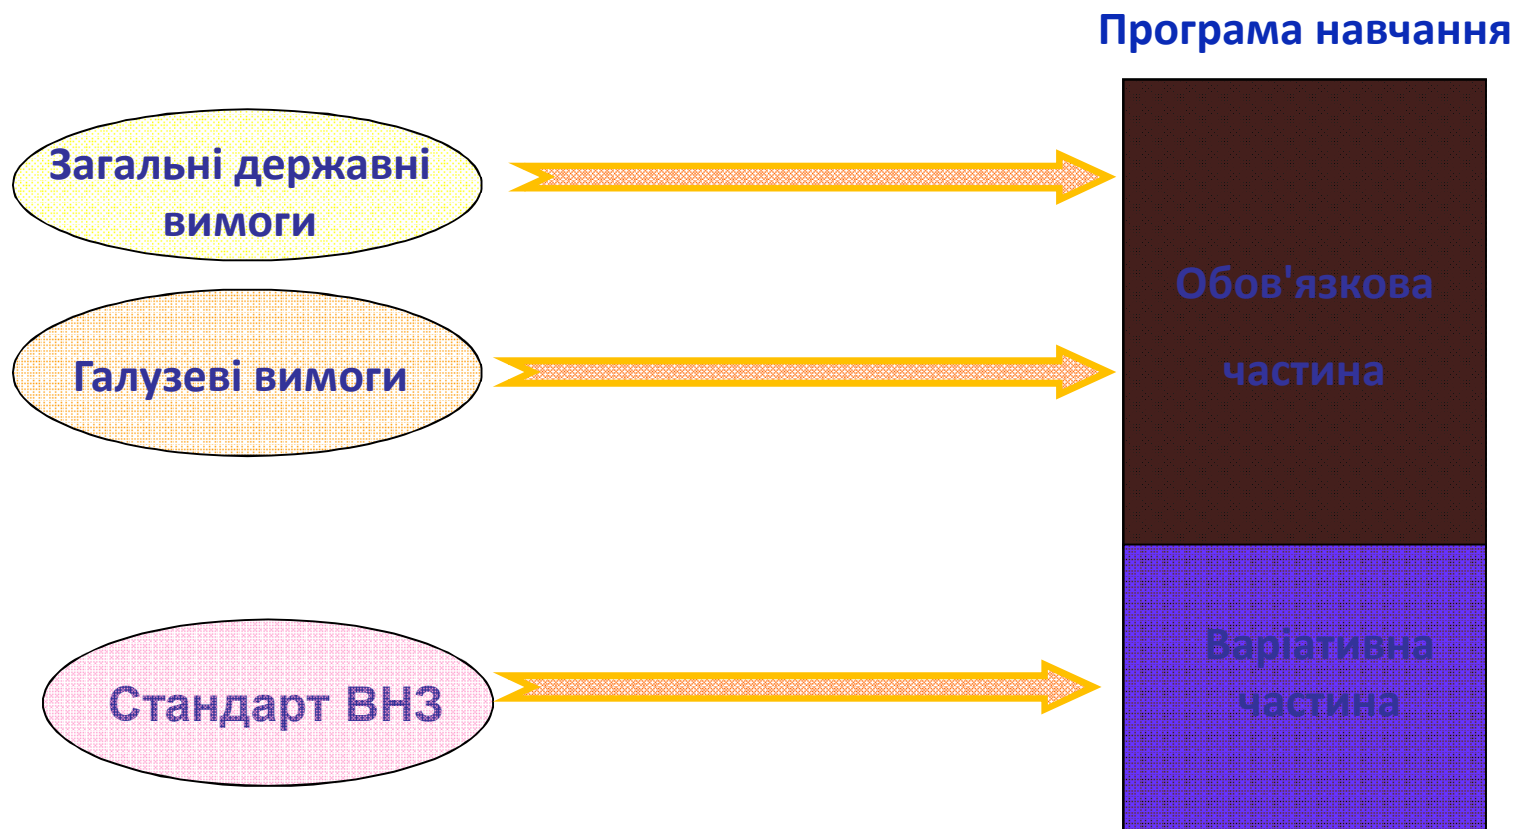 Програма навчання
Загальні державні
вимоги
Галузеві вимоги
Стандарт ВНЗ
Обов'язкова
частина
Варіативна
частина